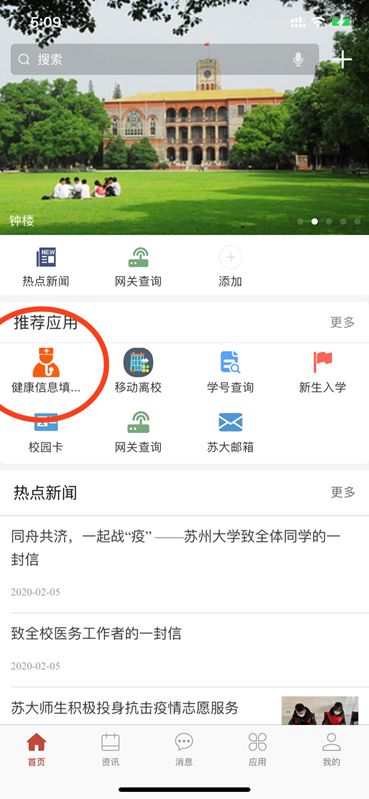 5:09
搜索
钟楼
热点新闻
网关查询
添加
推荐应用
更多
健康信息填...
移动离校
学号查询
新生入学
校园卡
网关查询
苏大邮箱
热点新闻
更多
同舟共济，一起战“疫” ——苏州大学致全体同学的一
封信
2020-02-05
致全校医务工作者的一封信
2020-02-05
苏大师生积极投身抗击疫情志愿服务
首页
资讯
消息
应用
我的